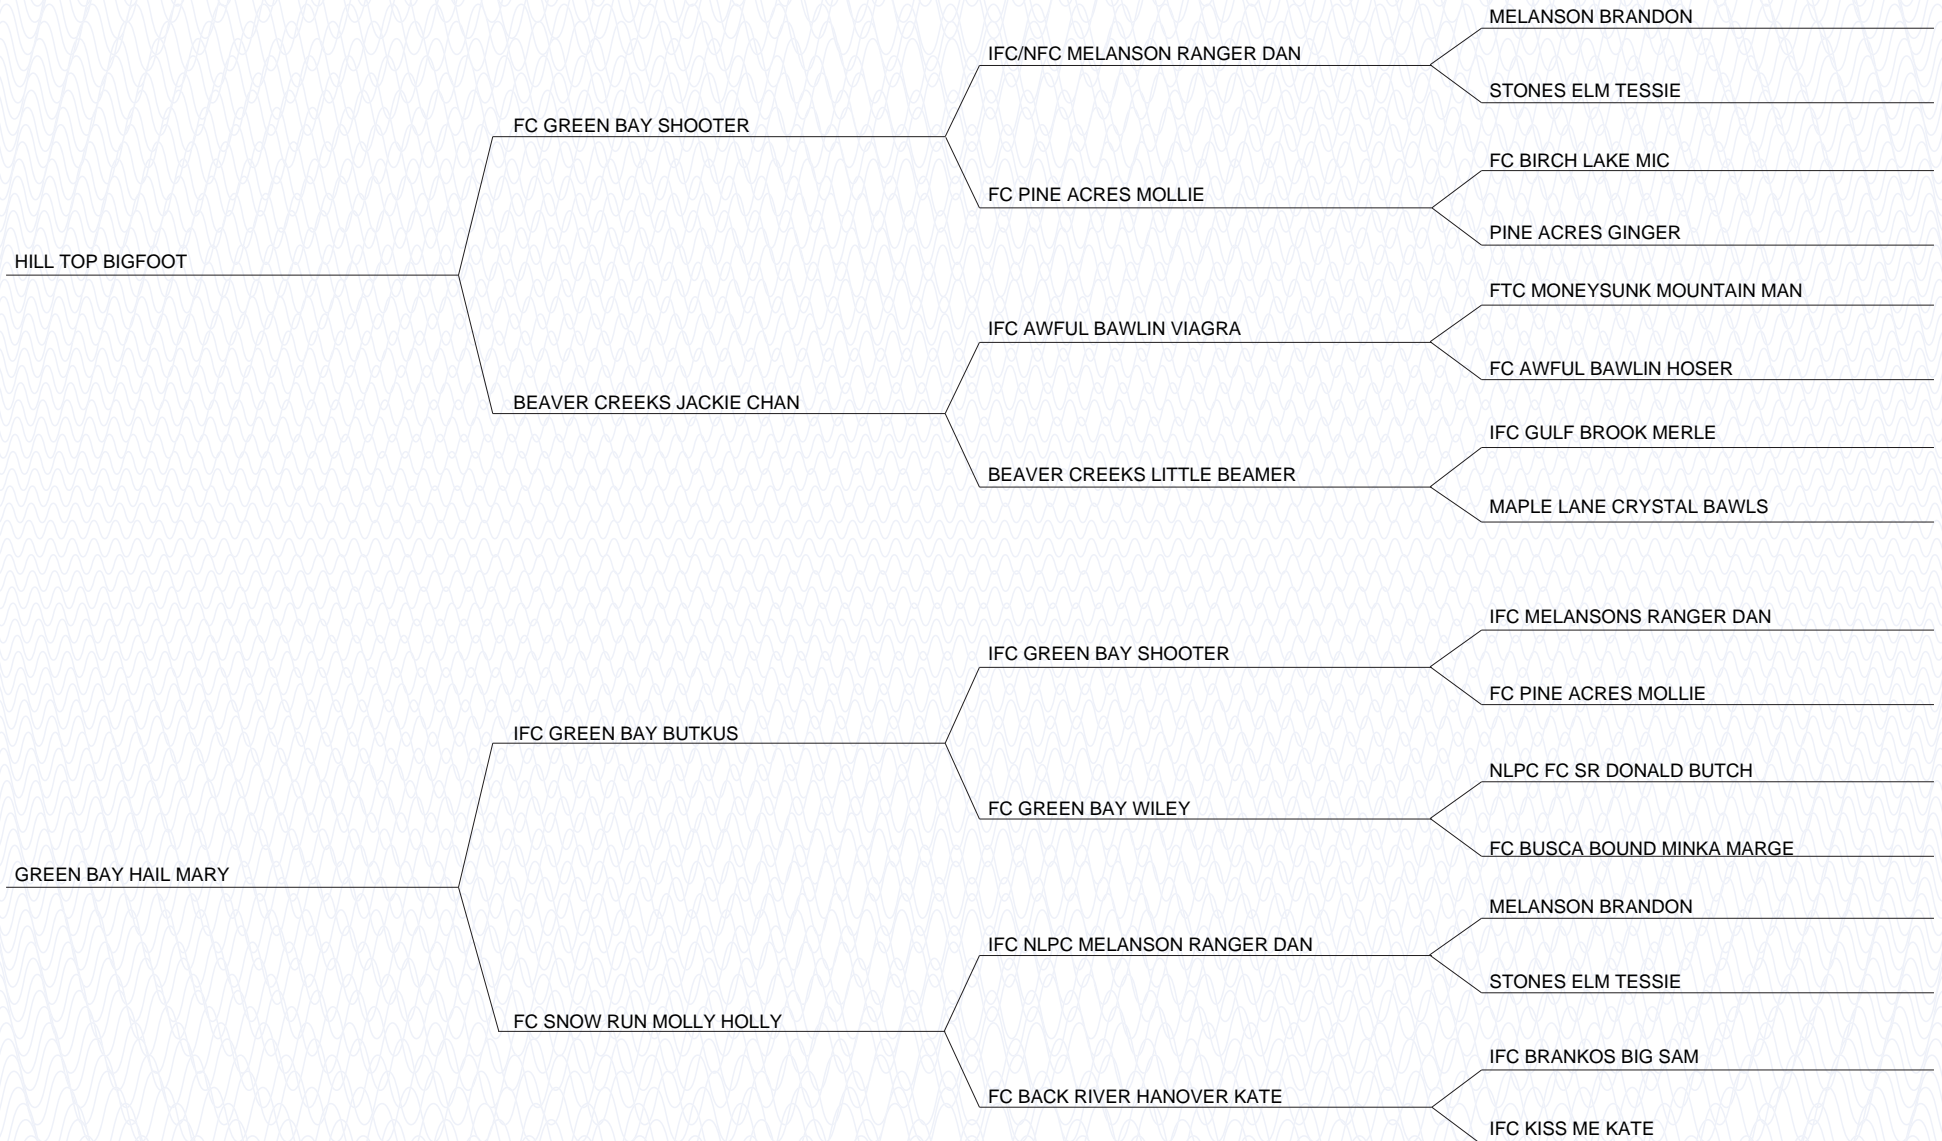 MELANSON BRANDON
IFC/NFC MELANSON RANGER DAN
STONES ELM TESSIE
FC GREEN BAY SHOOTER
FC BIRCH LAKE MIC
FC PINE ACRES MOLLIE
PINE ACRES GINGER
HILL TOP BIGFOOT
FTC MONEYSUNK MOUNTAIN MAN
IFC AWFUL BAWLIN VIAGRA
FC AWFUL BAWLIN HOSER
BEAVER CREEKS JACKIE CHAN
IFC GULF BROOK MERLE
BEAVER CREEKS LITTLE BEAMER
MAPLE LANE CRYSTAL BAWLS
IFC MELANSONS RANGER DAN
IFC GREEN BAY SHOOTER
FC PINE ACRES MOLLIE
IFC GREEN BAY BUTKUS
NLPC FC SR DONALD BUTCH
FC GREEN BAY WILEY
FC BUSCA BOUND MINKA MARGE
GREEN BAY HAIL MARY
MELANSON BRANDON
IFC NLPC MELANSON RANGER DAN
STONES ELM TESSIE
FC SNOW RUN MOLLY HOLLY
IFC BRANKOS BIG SAM
FC BACK RIVER HANOVER KATE
IFC KISS ME KATE